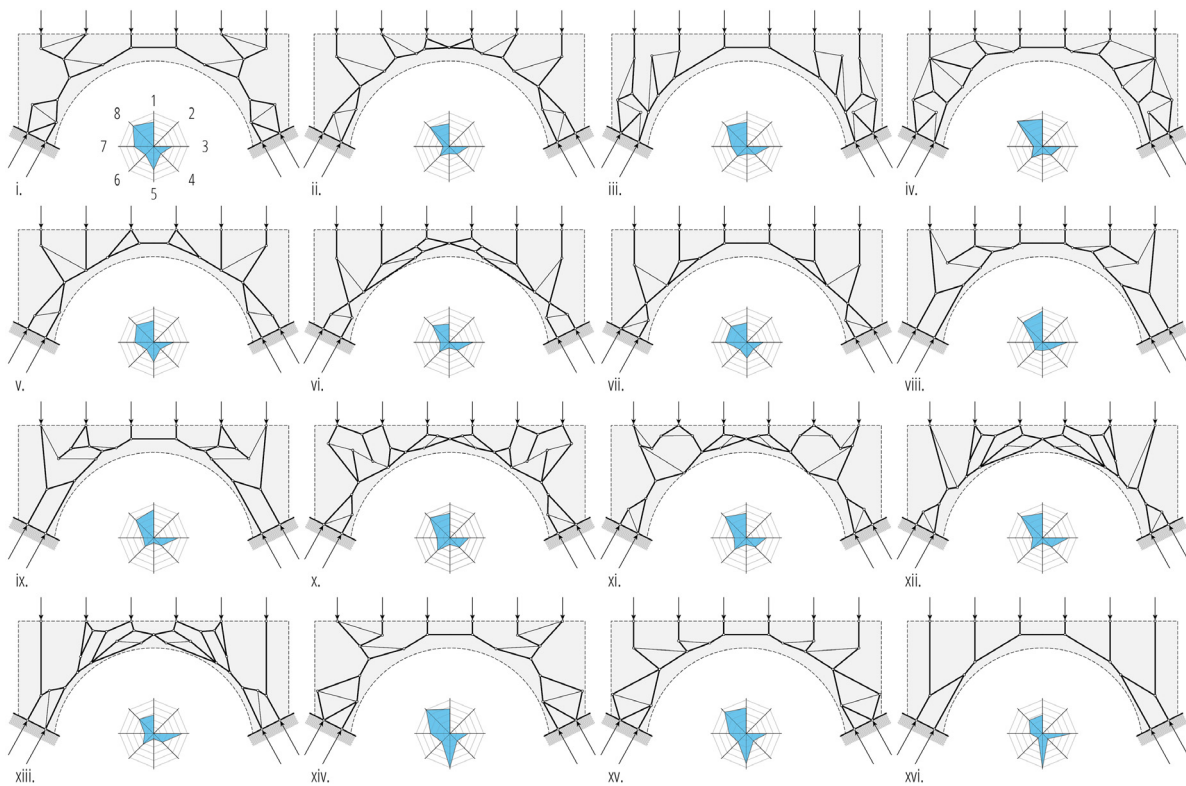 1
8 2
7 3
6 4
5
i. ii. iii. iv.
v. vi. vii. viii.
ix. x. xi. xii.
xiii. xiv. xv. xvi.